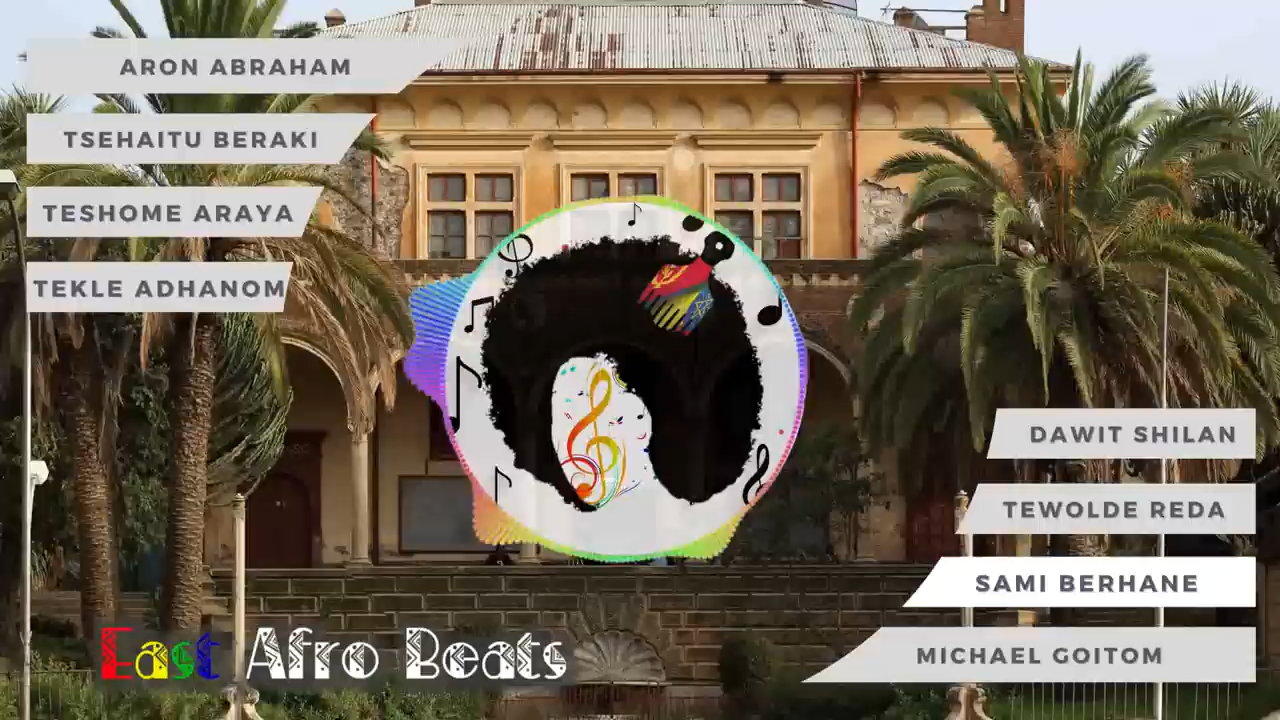 ARON ABRAHAM
TSEHAITU BERAKI
TESHOME ARAYA
TEKLE ADHANOM
DAWIT SHILAN
TEWOLDE REDA
SAMI BERHANE
MICHAEL GOITOM
East Afro Beats